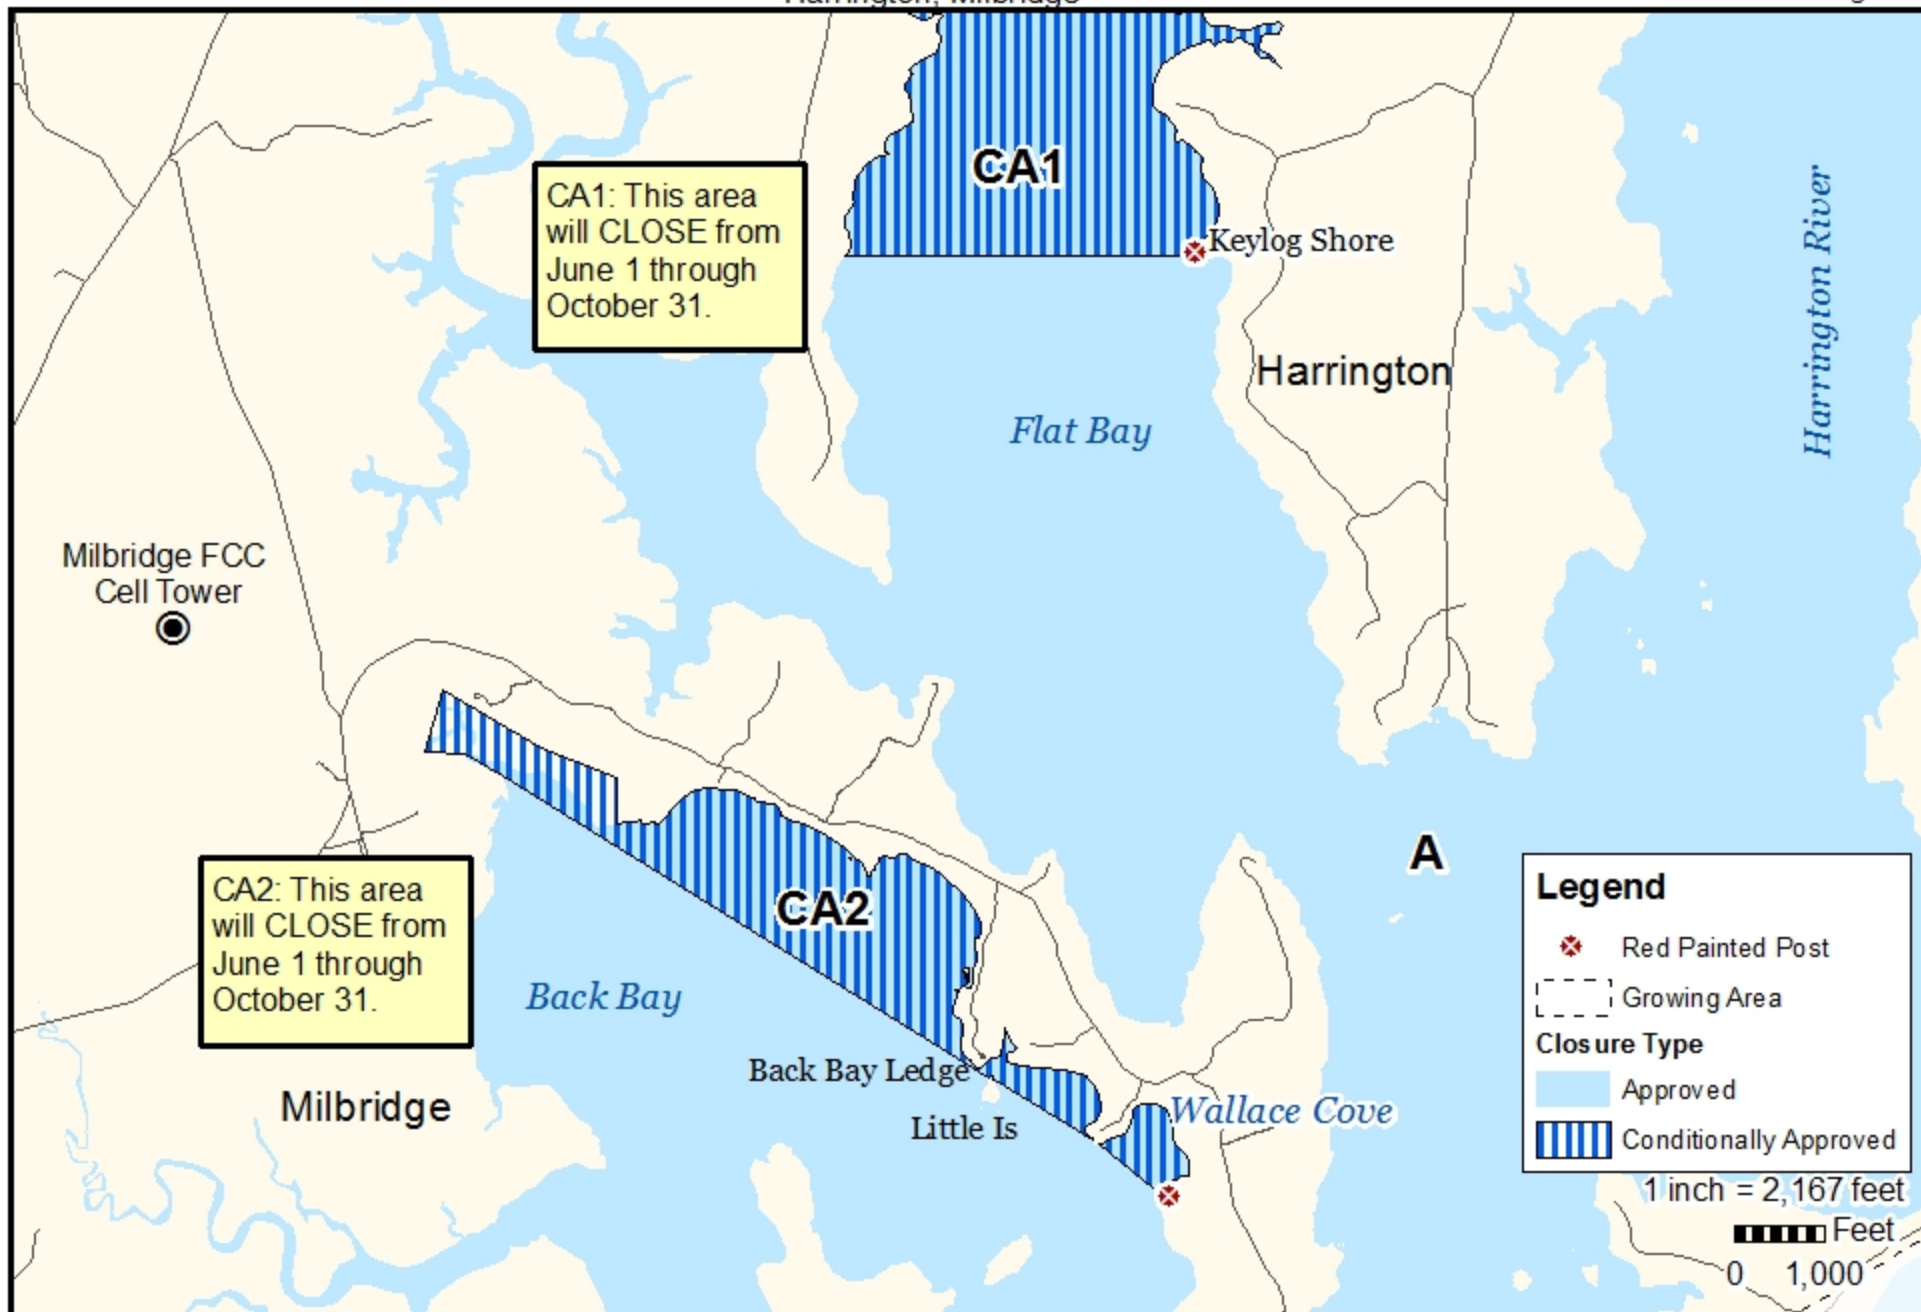 Harrington, Milbridge
CA1
CA1: This area
will CLOSE from
June 1 through
October 31.
Keylog Shore
Harrington River
Harrington
Flat Bay
Milbridge FCC
Cell Tower
A
CA2
CA2: This area
will CLOSE from
June 1 through
October 31.
Back Bay
Back Bay Ledge
Milbridge
Wallace Cove
Little Is
Legend
Red Painted Post
Growing Area
Closure Type
Approved
Conditionally Approved
1 inch = 2,167 feet
Feet
0 1,000